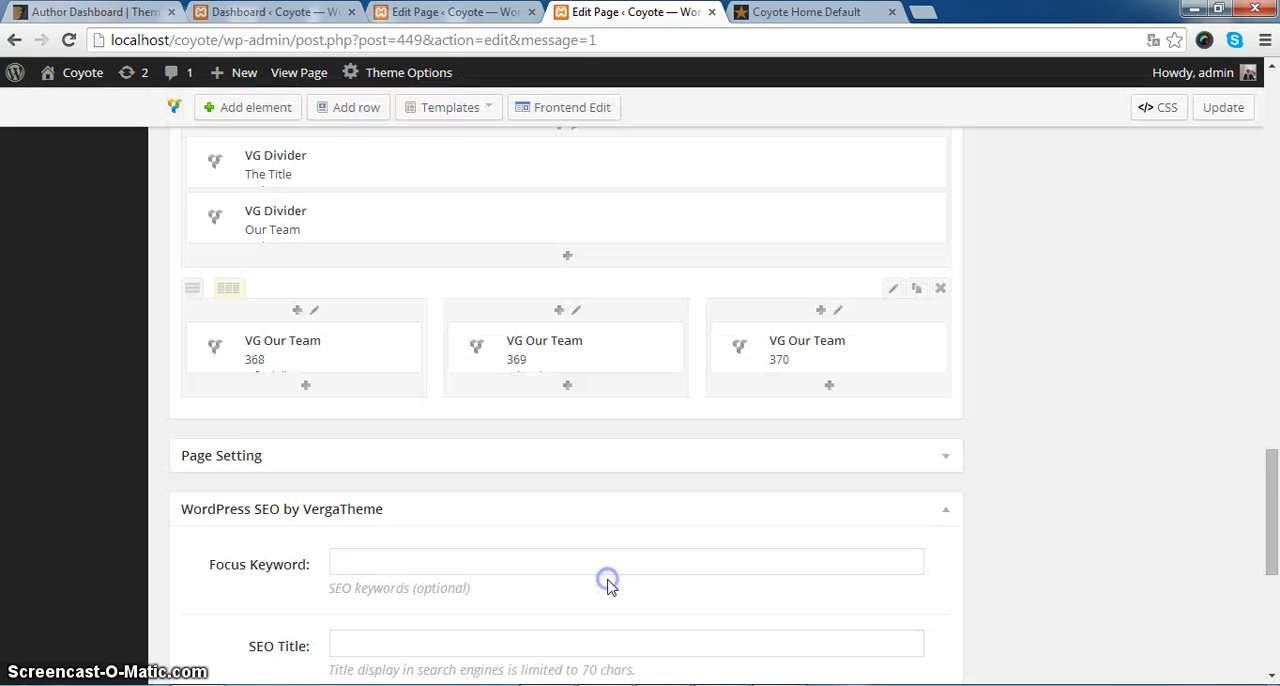 Author Dashboard | Them
Dashboard ‹ Coyote — W
Edit Page ‹ Coyote — Wor
Edit Page ‹ Coyote — Wor
Coyote Home Default
localhost/coyote/wp-admin/post.php?post=449&action=edit&message=1
Coyote 2 1 New View Page Theme Options Howdy, admin
Add element Add row Templates Frontend Edit </> CSS Update
VG Divider
The Title
VG Divider
Our Team
VG Our Team VG Our Team VG Our Team
368 369 370
Page Setting
WordPress SEO by VergaTheme
Focus Keyword:
SEO keywords (optional)
SEO Title:
Title display in search engines is limited to 70 chars.
Screencast-O-Matic.com